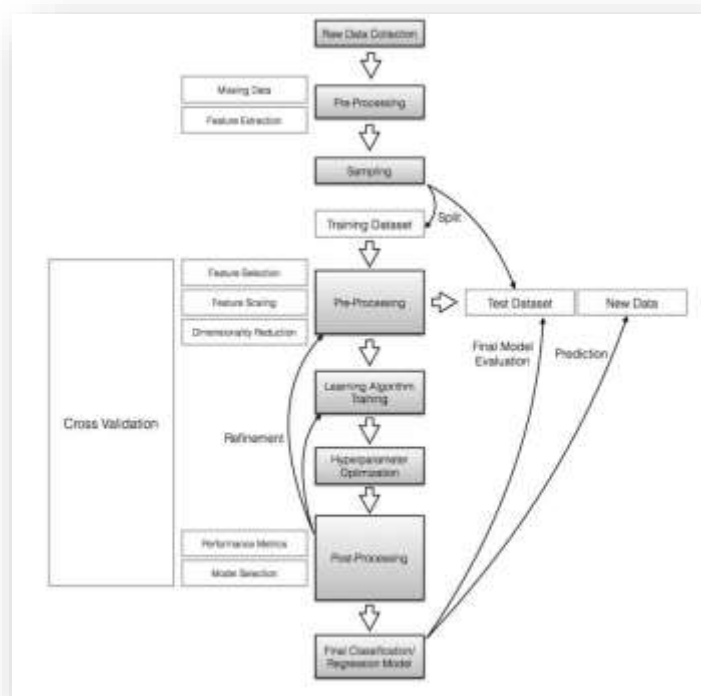 New Data Collection
Missing Data
Pre-Processing
Feature Extraction
Sampling
Split
Training Dataset
Feature Selection
Pre-Processing
Feature Scaling
Test Dataset
New Data
Dimensionality Reduction
Final Model
Evaluation
Prediction
Learning Algorithm
Training
Cross Validation
Refinement
Hyperparameter
Optimization
Performance Metrics
Post-Processing
Model Selection
Final Classification/
Regression Model